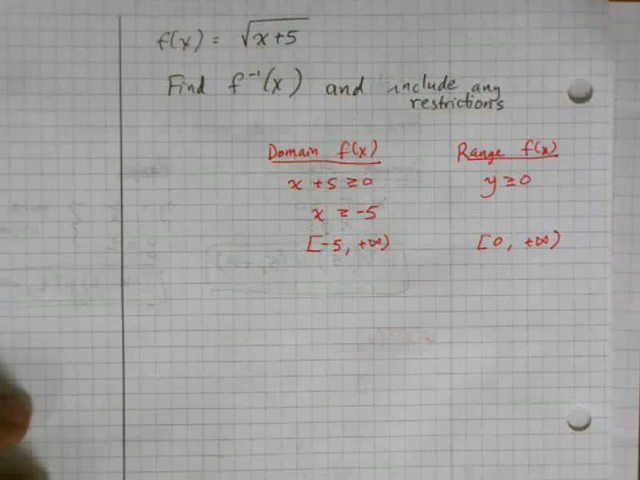 f(x) = √(x+5)
Find f⁻¹(x) and include any restrictions
Domain f(x)
x + 5 ≥ 0
x ≥ -5
[-5, +∞)
Range f(x)
y ≥ 0
[0, +∞)